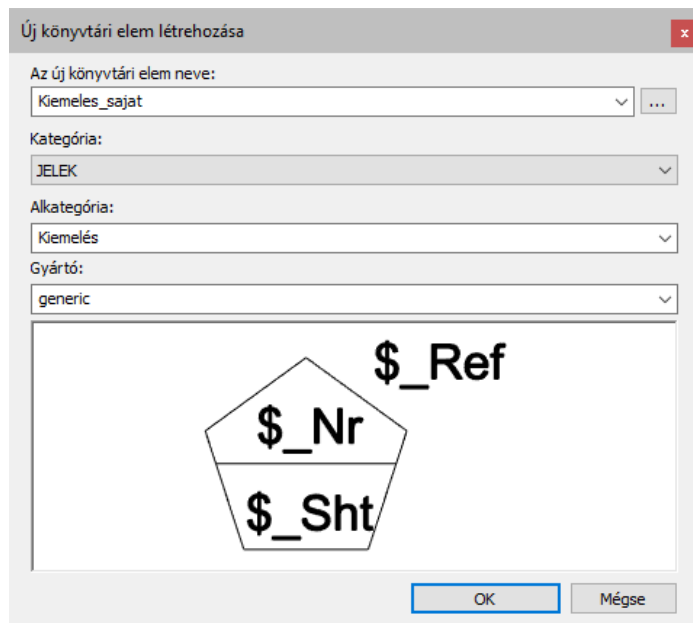 Új könyvtári elem létrehozása
x
Az új könyvtári elem neve:
Kiemeles_sajat
...
Kategória:
JELEK
Alkategória:
Kiemelés
Gyártó:
generic
$_Ref
$_Nr
$_Sht
OK
Mégse